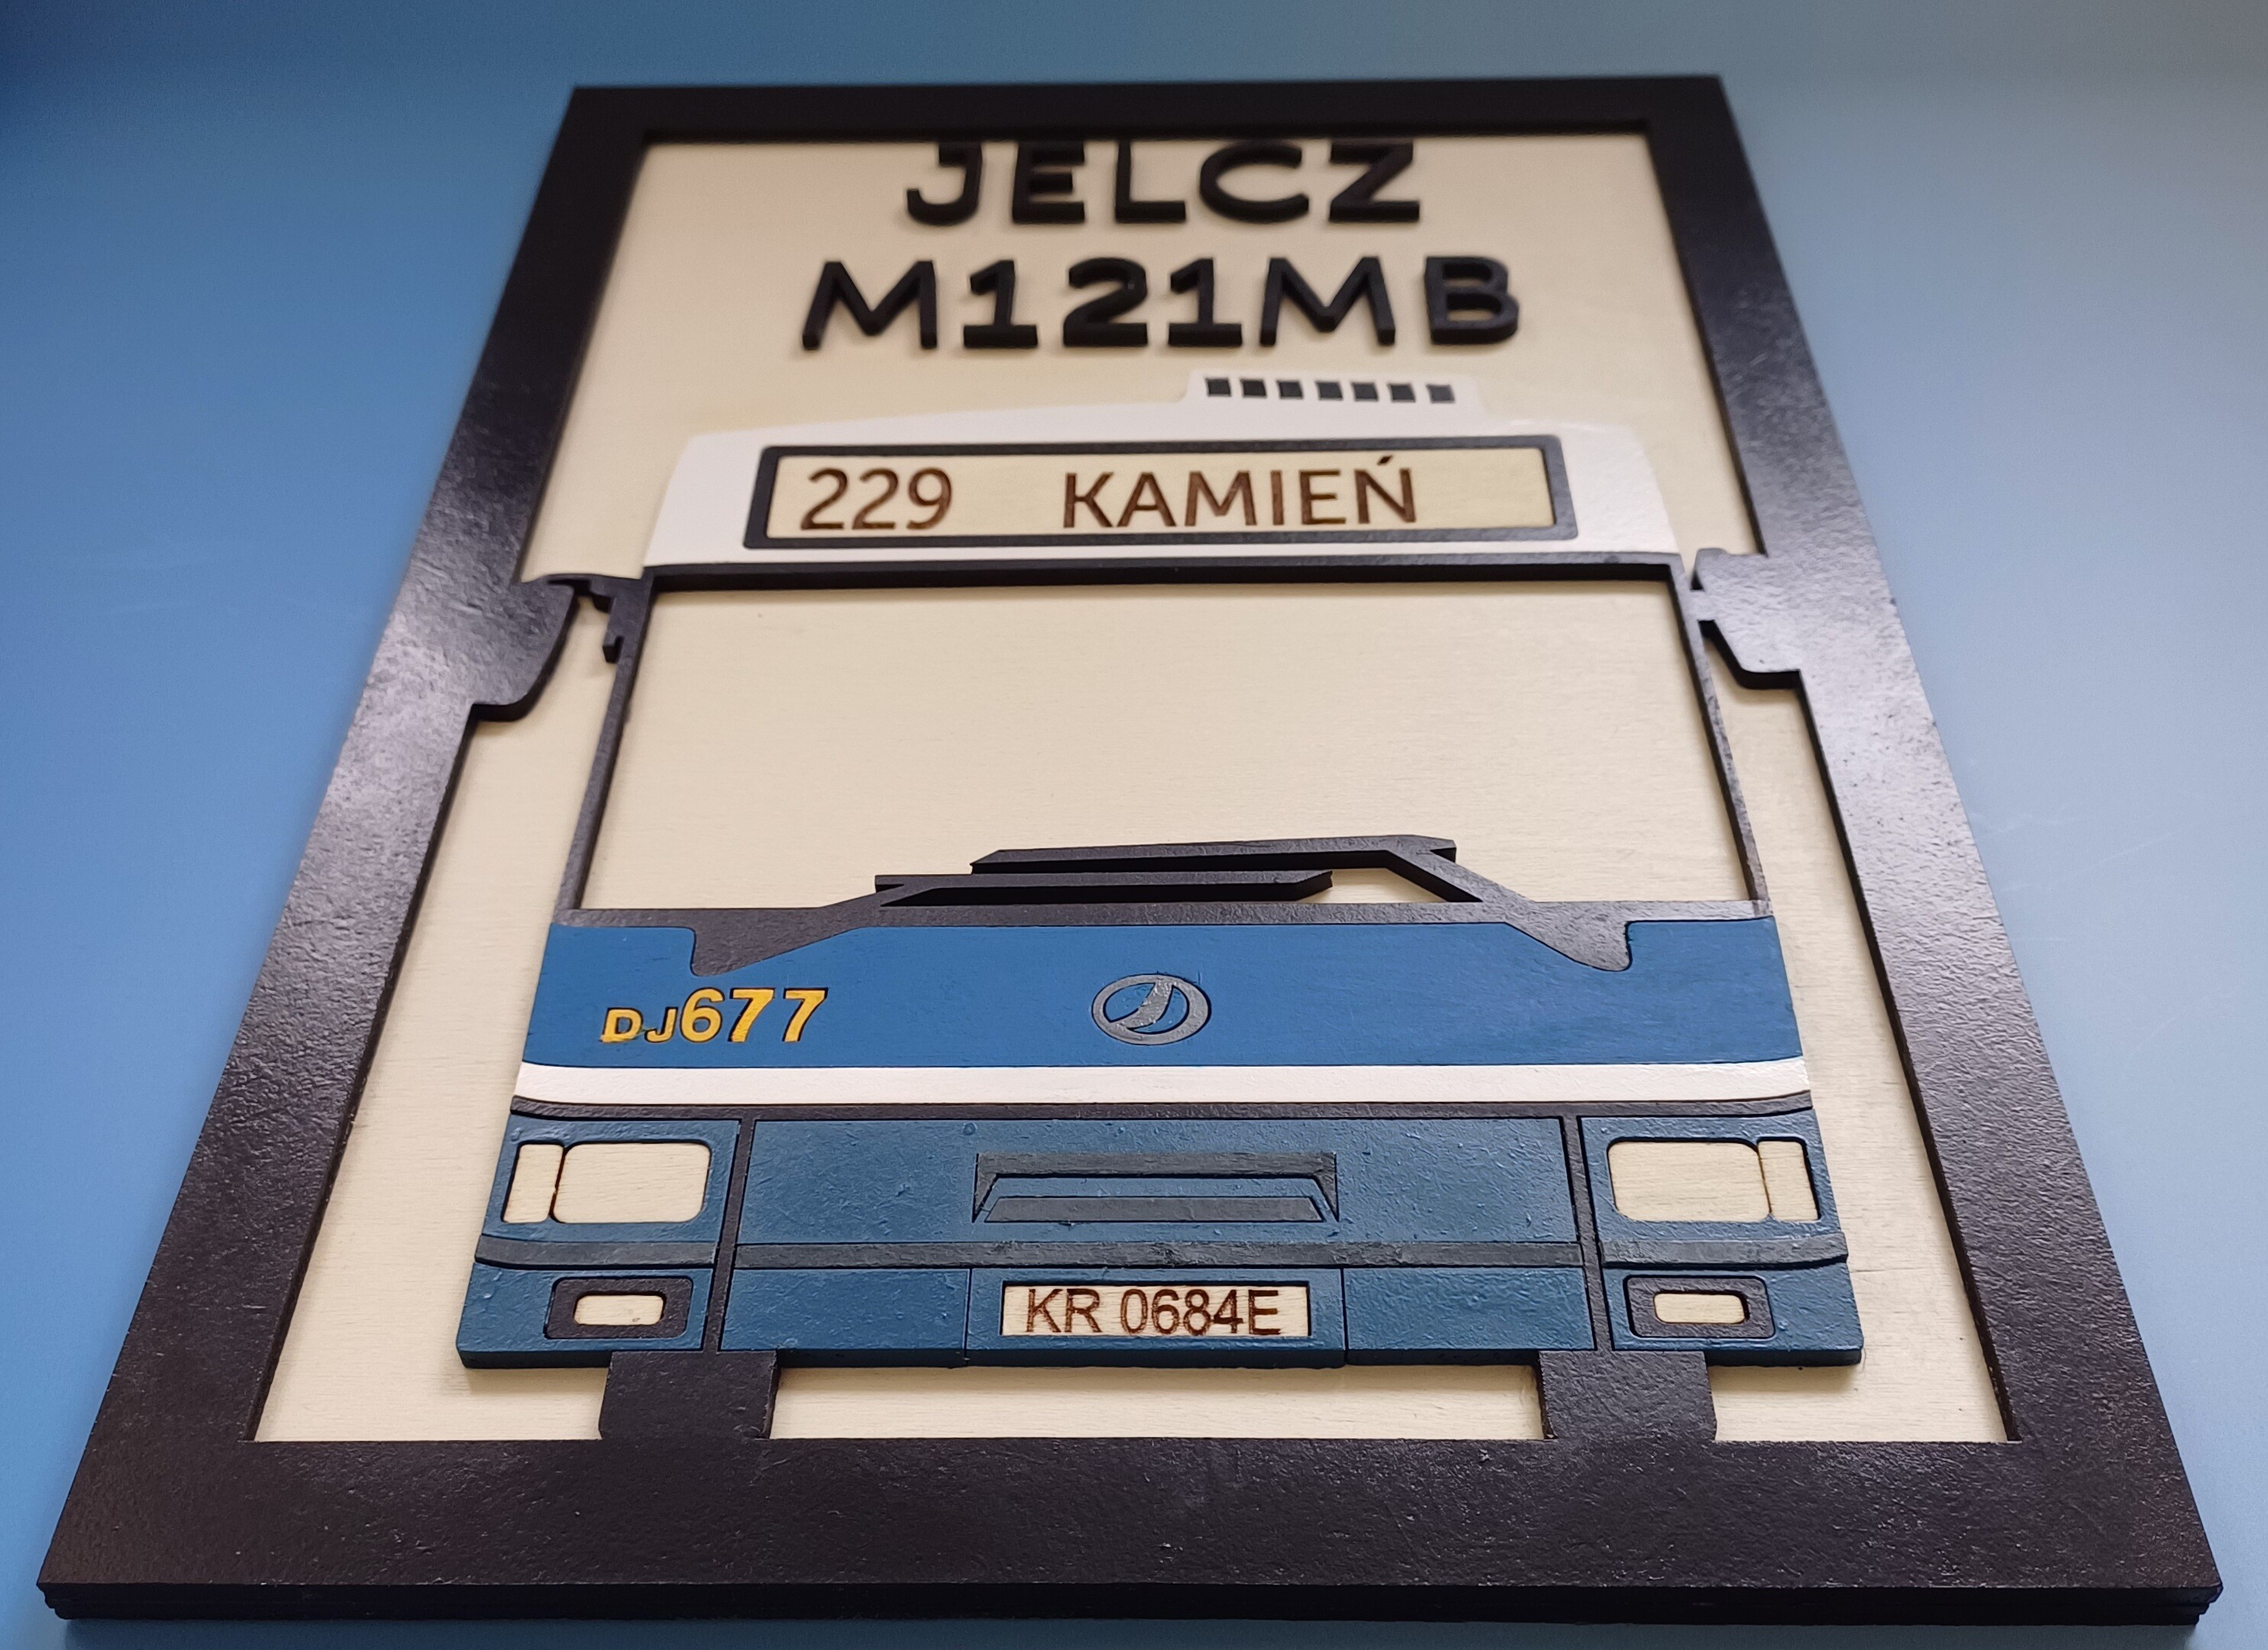 JELCZ
M121MB
229 KAMIEŃ
DJ677
KR 0684E